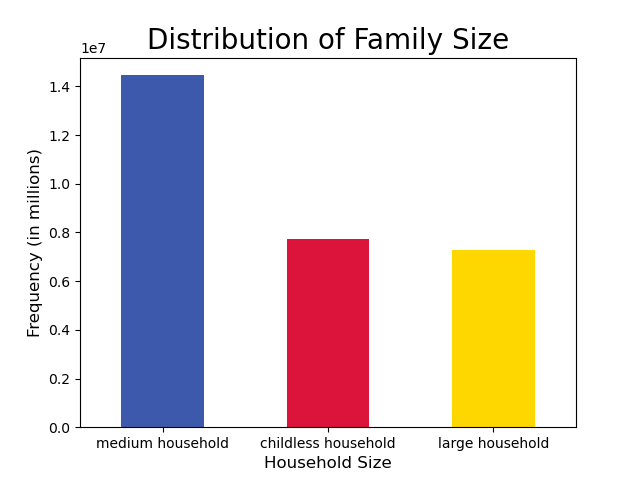 Distribution of Family Size
1e7
Frequency (in millions)
1.4
1.2
1.0
0.8
0.6
0.4
0.2
0.0
medium household
childless household
large household
Household Size